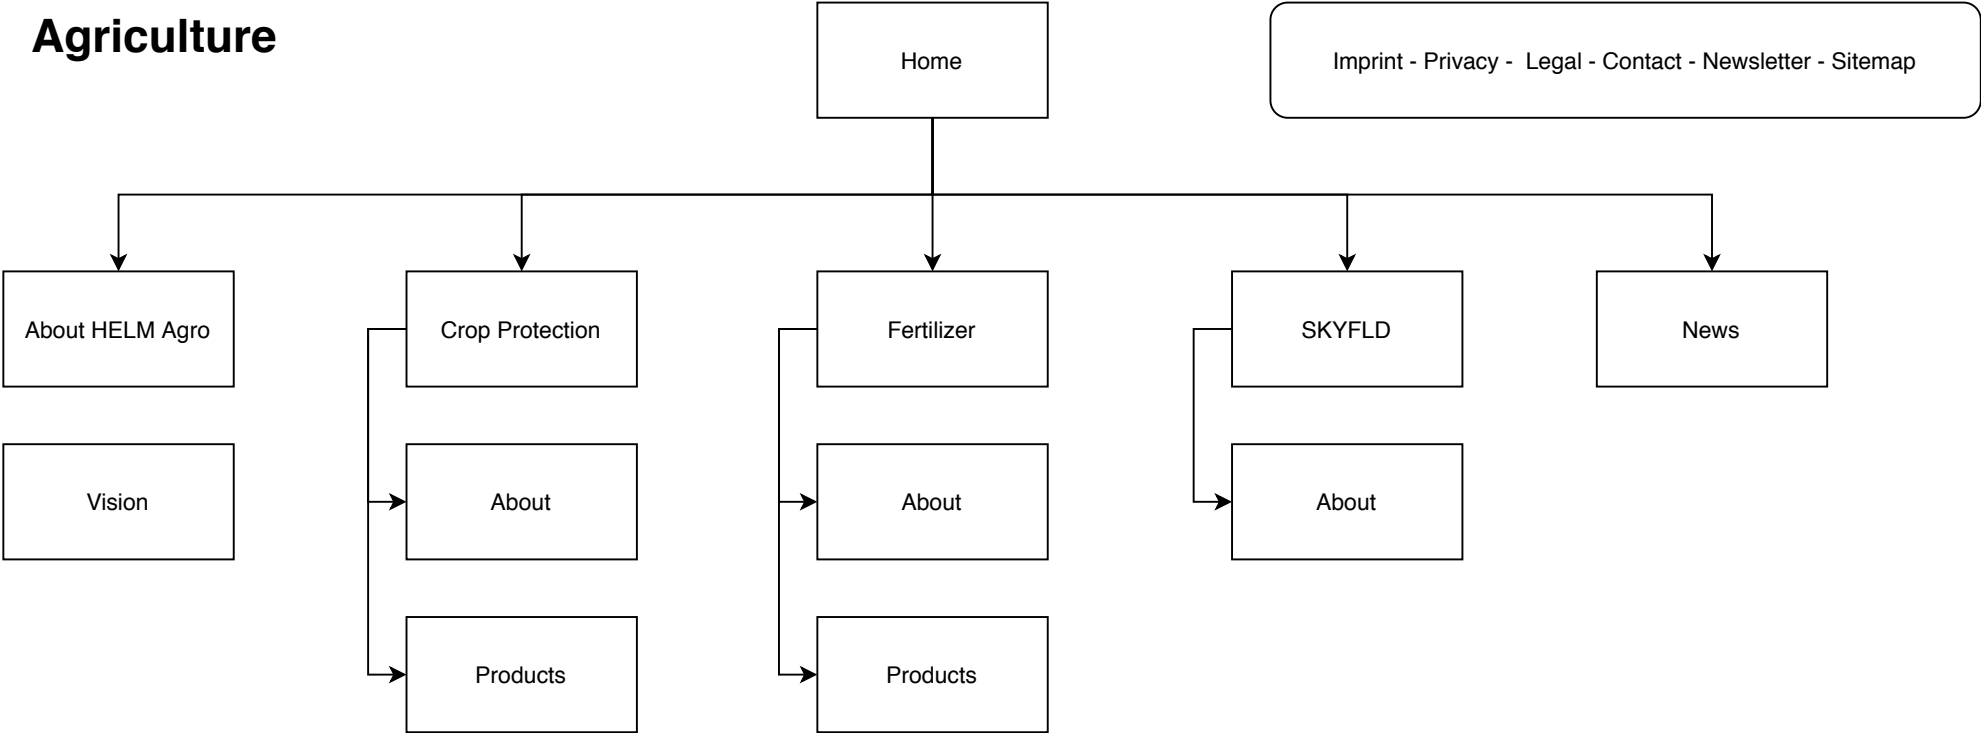 Agriculture
Home
Imprint - Privacy -  Legal - Contact - Newsletter - Sitemap
About HELM Agro
Crop Protection
Fertilizer
SKYFLD
News
Vision
About
About
About
Products
Products